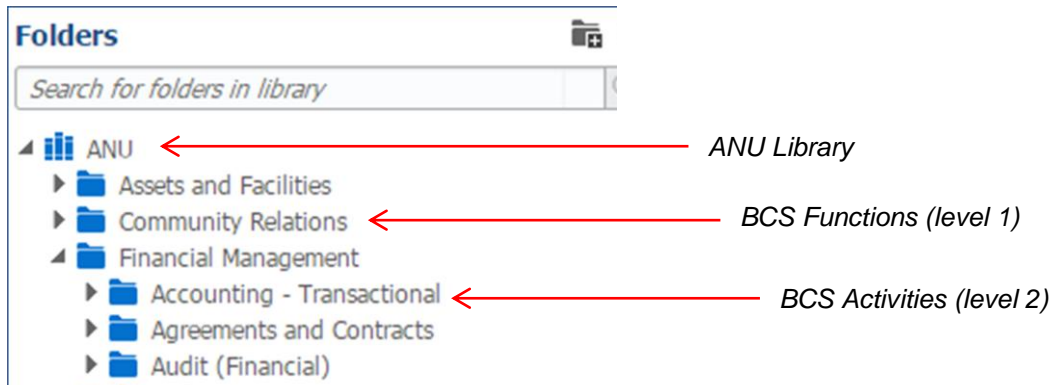 Folders
Search for folders in library
ANU
ANU Library
Assets and Facilities
Community Relations
BCS Functions (level 1)
Financial Management
Accounting - Transactional
BCS Activities (level 2)
Agreements and Contracts
Audit (Financial)